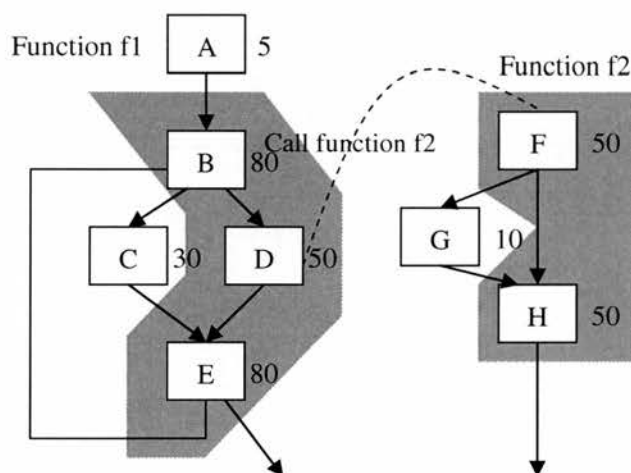 Function f1
A 5
Function f2
B 80
Call function f2
F 50
C 30
D 50
G 10
H 50
E 80